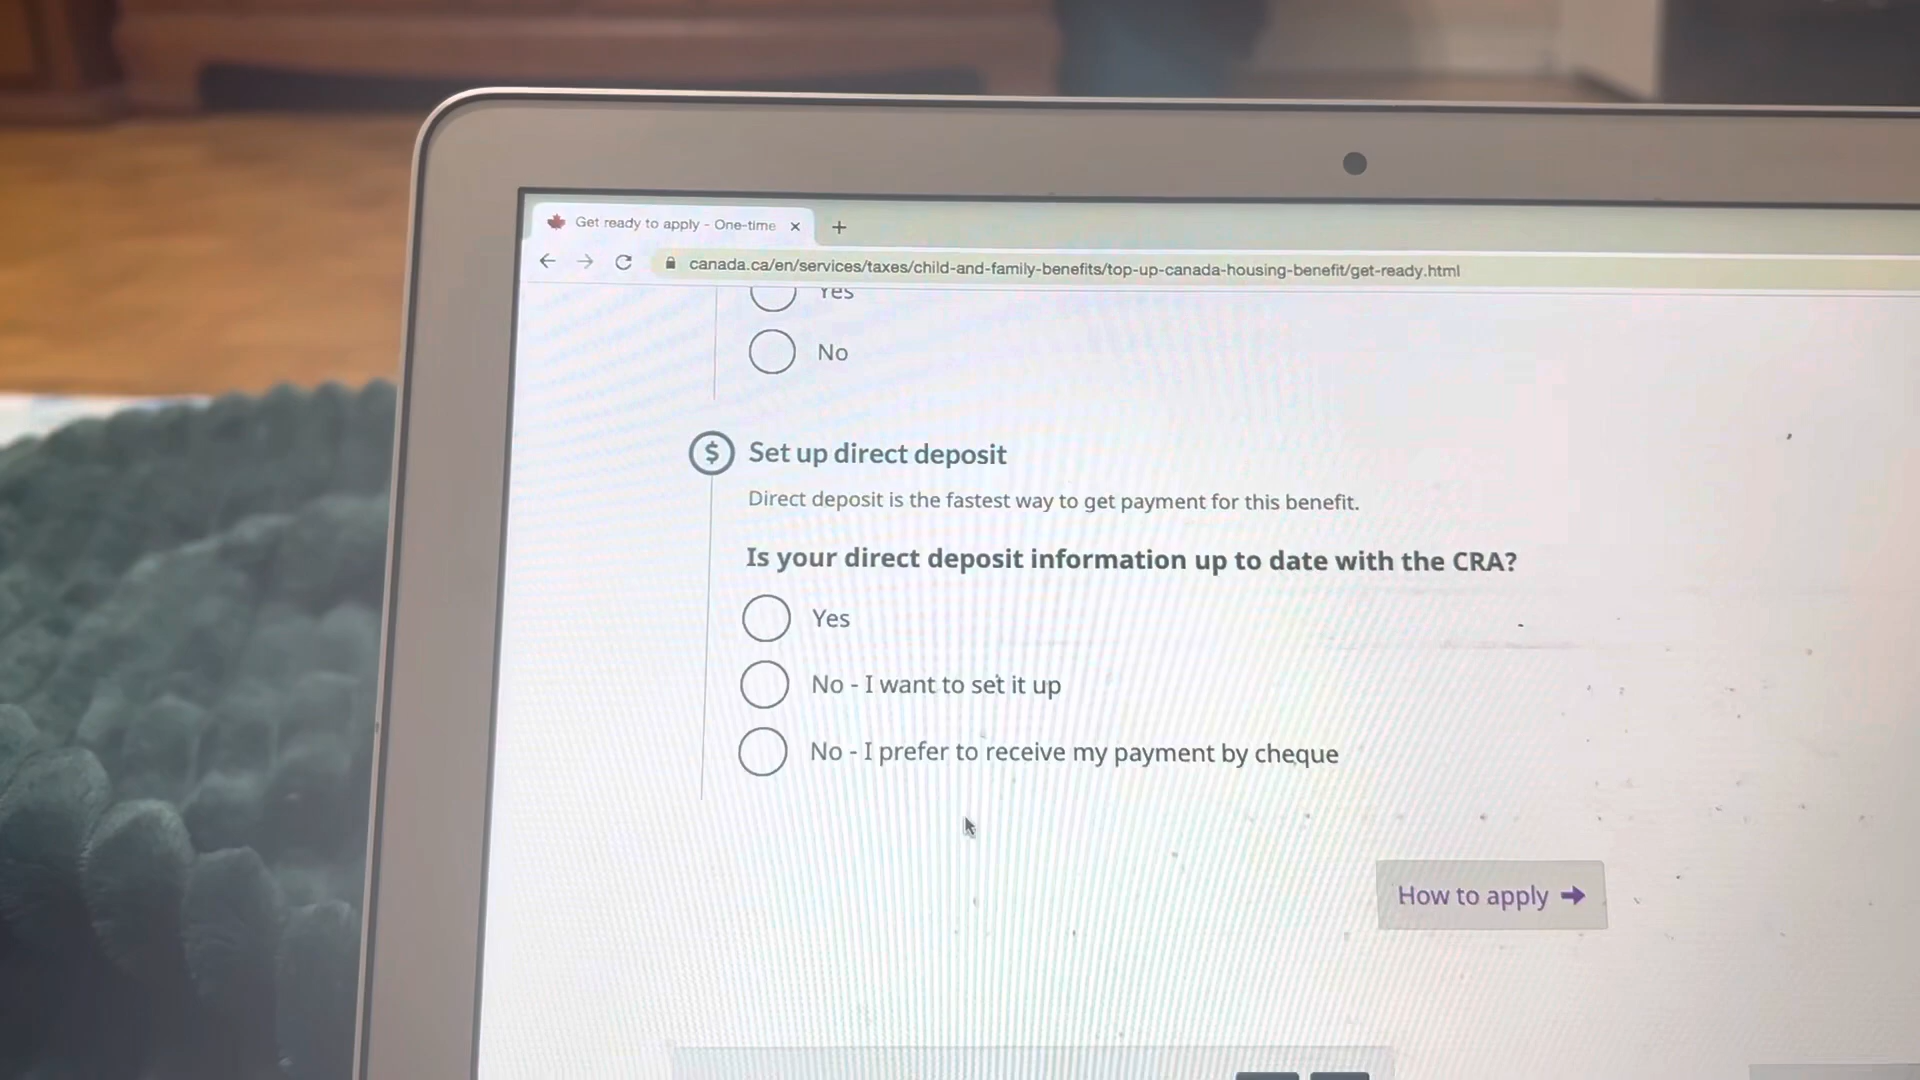 Get ready to apply - One-time
canada.ca/en/services/taxes/child-and-family-benefits/top-up-canada-housing-benefit/get-ready.html
Yes
No
$ Set up direct deposit
Direct deposit is the fastest way to get payment for this benefit.
Is your direct deposit information up to date with the CRA?
Yes
No - I want to set it up
No - I prefer to receive my payment by cheque
How to apply